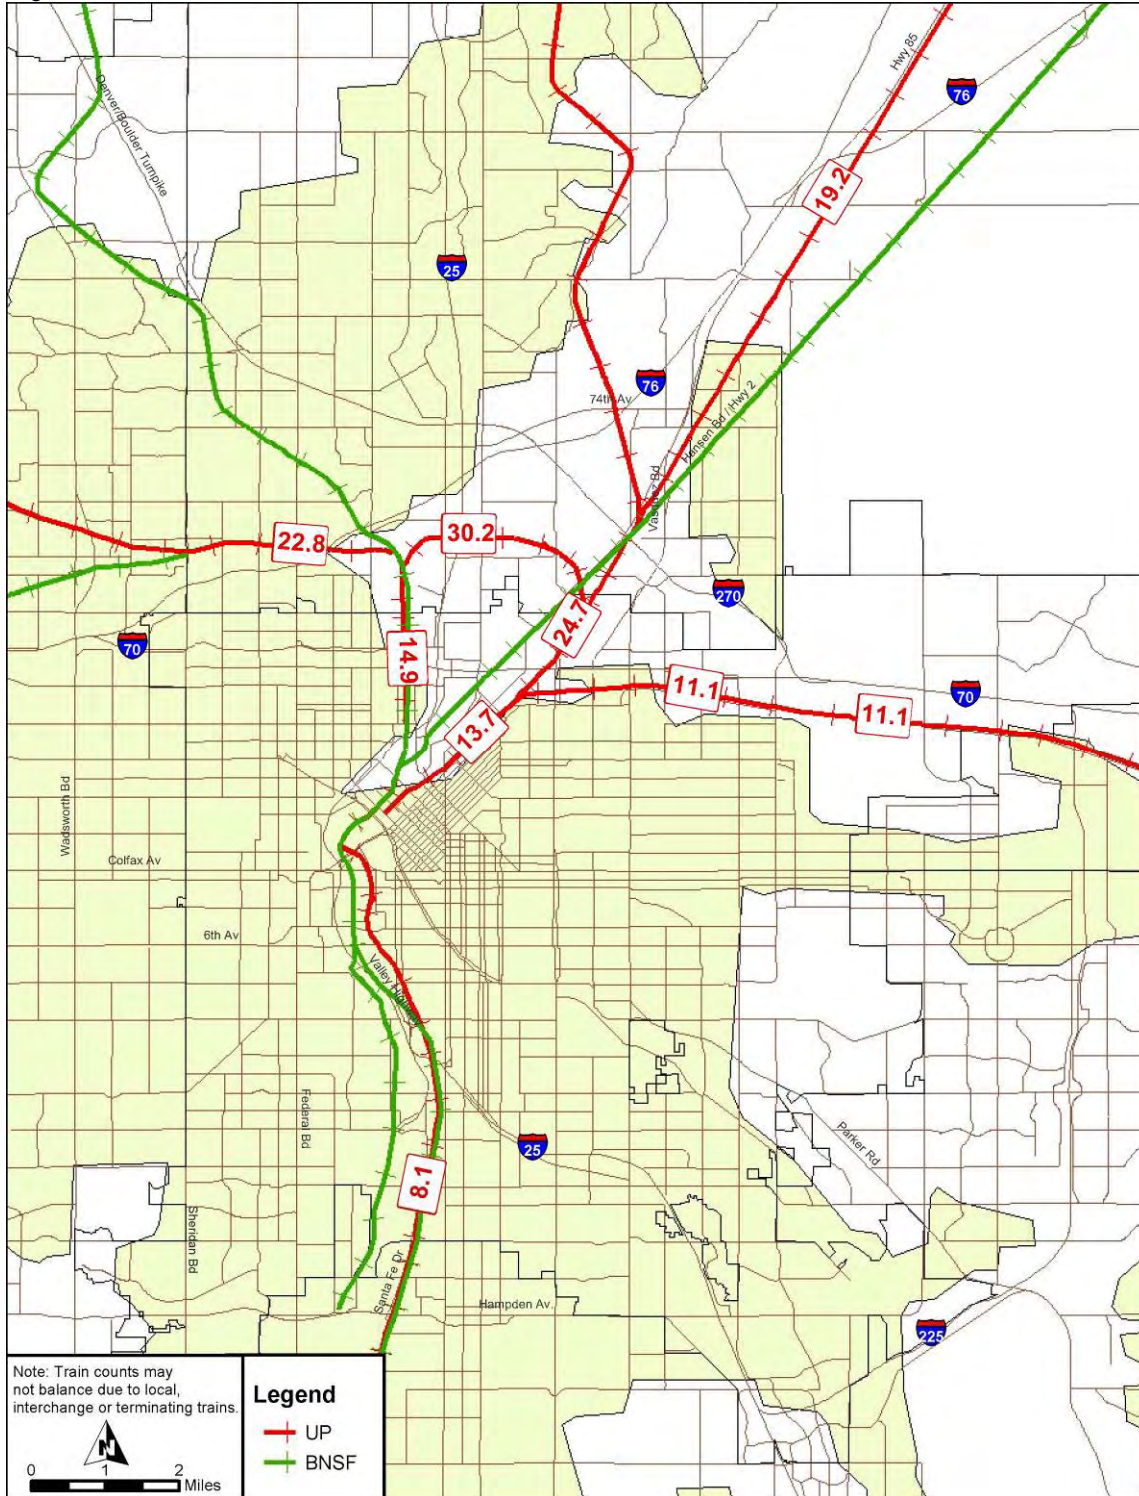 Hwy 85
76
Denver/Boulder Turnpike
19.2
25
76
74th Av
Hansen Bd / Hwy 2
Vasquez Bd
30.2
22.8
270
24.7
70
14.9
11.1
70
11.1
13.7
Wadsworth Bd
Colfax Av
6th Av
Valley Highway
Federal Bd
Parker Rd
25
8.1
Sheridan Bd
Santa Fe Dr
Hampden Av
225
Note: Train counts may
not balance due to local,
interchange or terminating trains.
N
0 1 2
Miles
Legend
UP
BNSF